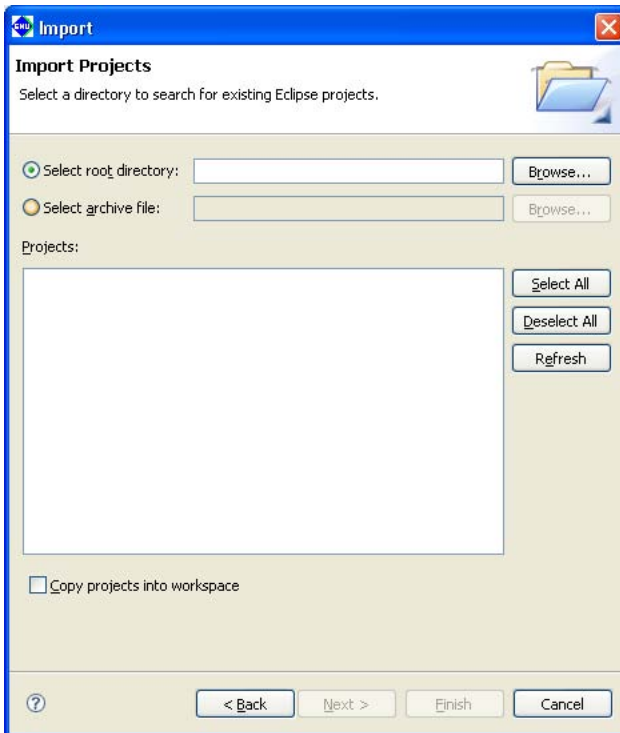 EMU Import
Import Projects
Select a directory to search for existing Eclipse projects.
Select root directory: Browse...
Select archive file: Browse...
Projects:
Select All
Deselect All
Refresh
Copy projects into workspace
? < Back Next > Finish Cancel